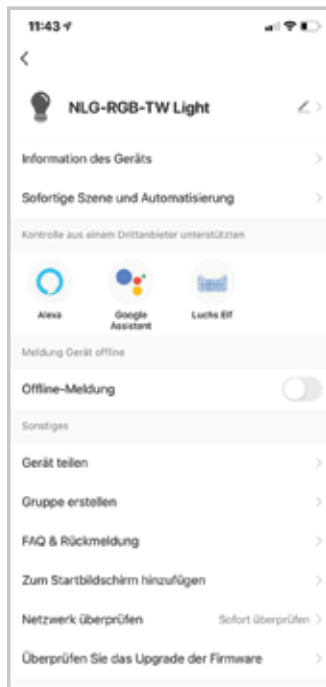 11:43
NLG-RGB-TW Light
Information des Geräts
Sofortige Szene und Automatisierung
Kontrolle aus einem Drittanbieter unterstützten
Alexa
Google Assistant
Luchs Elf
Meldung Gerät offline
Offline-Meldung
Sonstiges
Gerät teilen
Gruppe erstellen
FAQ & Rückmeldung
Zum Startbildschirm hinzufügen
Netzwerk überprüfen Sofort überprüfen
Überprüfen Sie das Upgrade der Firmware